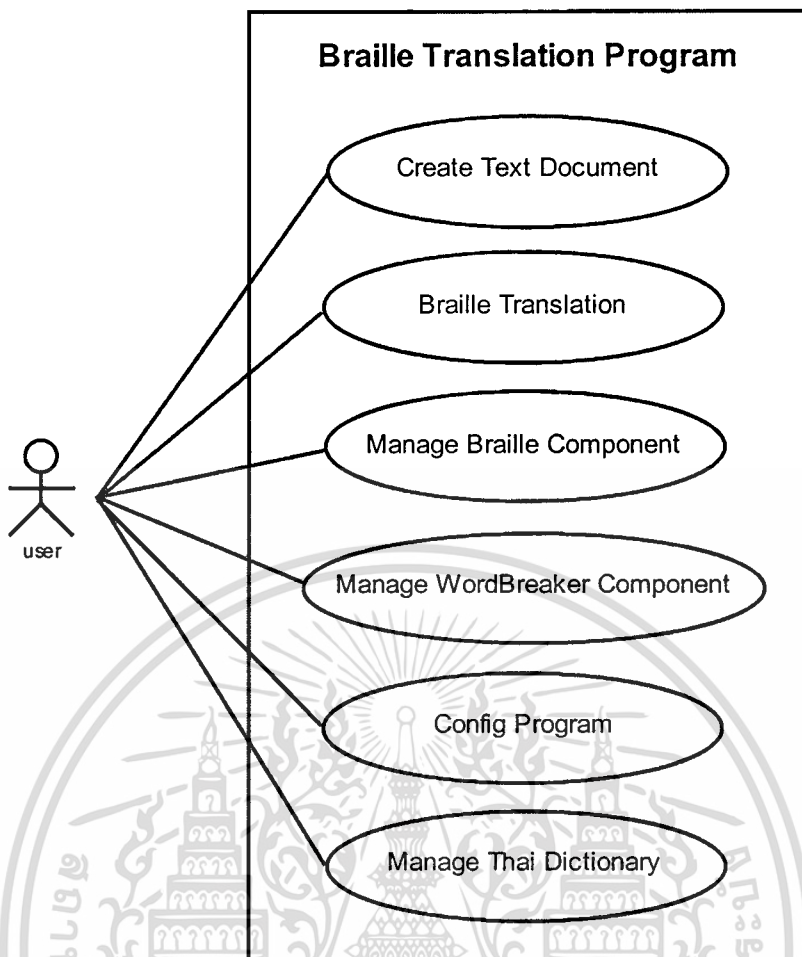 Braille Translation Program
Create Text Document
Braille Translation
Manage Braille Component
user
Manage WordBreaker Component
Config Program
Manage Thai Dictionary